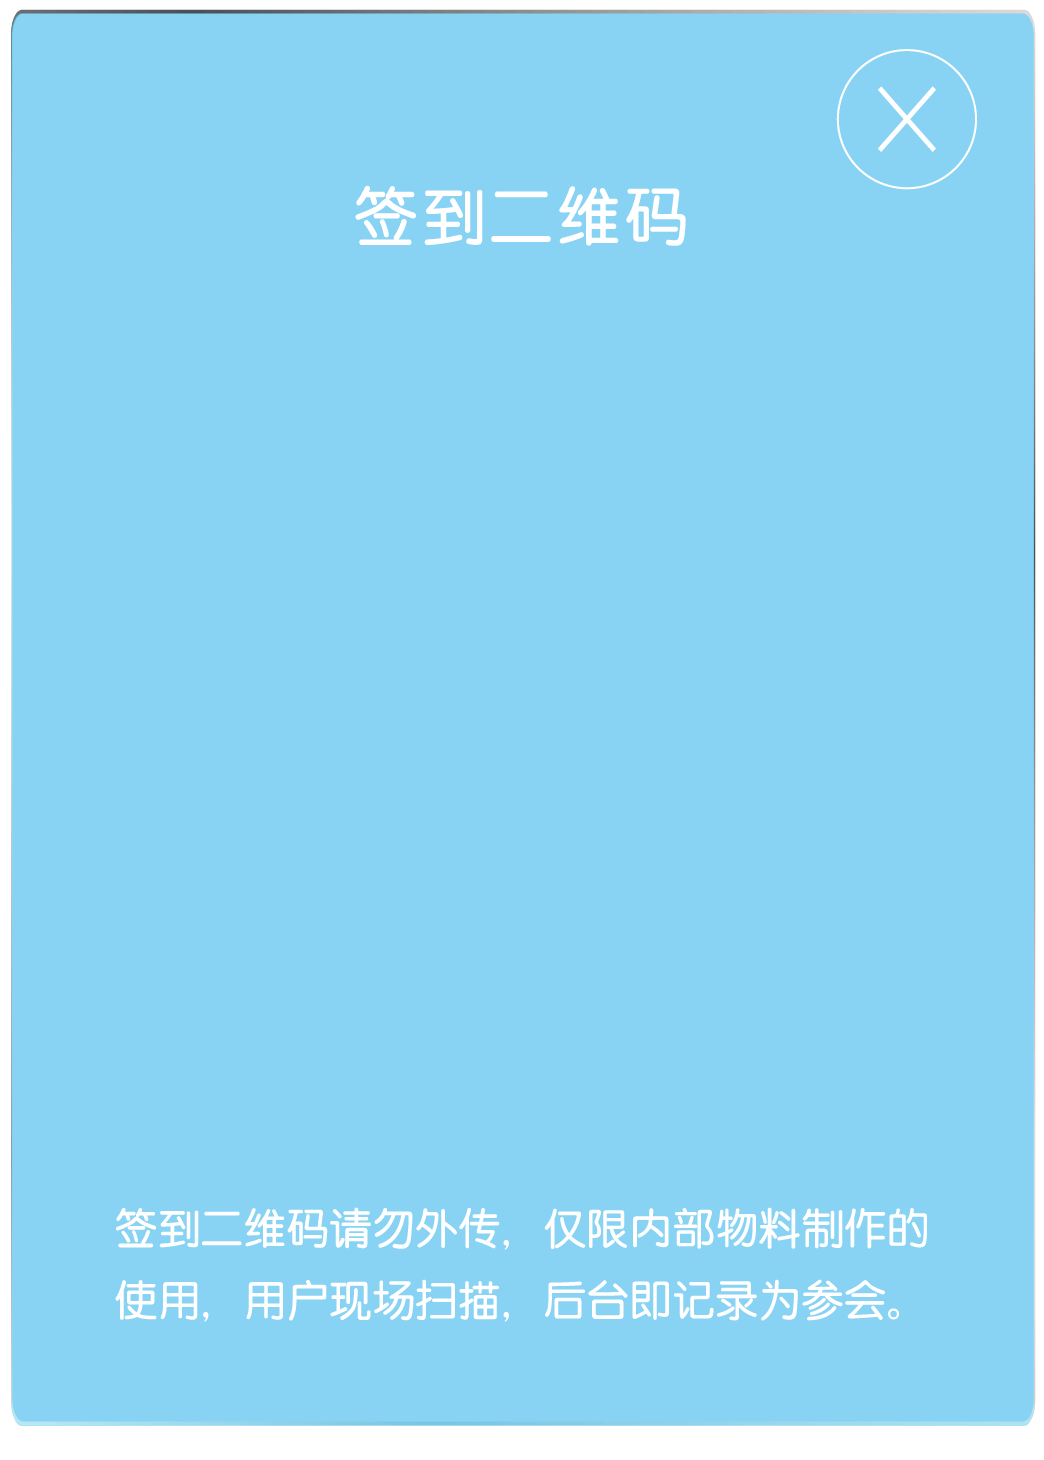 签到二维码
签到二维码请勿外传，仅限内部物料制作的
使用，用户现场扫描，后台即记录为参会。